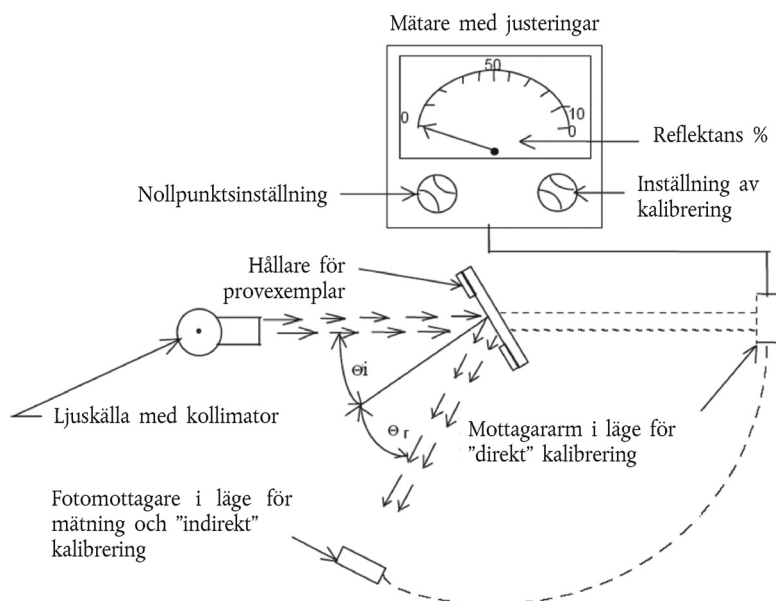 Mätare med justeringar
50
0
10
0
Reflektans %
Nollpunktsinställning
Inställning av
kalibrering
Hållare för
provexemplar
Θi
Θr
Ljuskälla med kollimator
Mottagararm i läge för
"direkt" kalibrering
Fotomottagare i läge för
mätning och "indirekt"
kalibrering